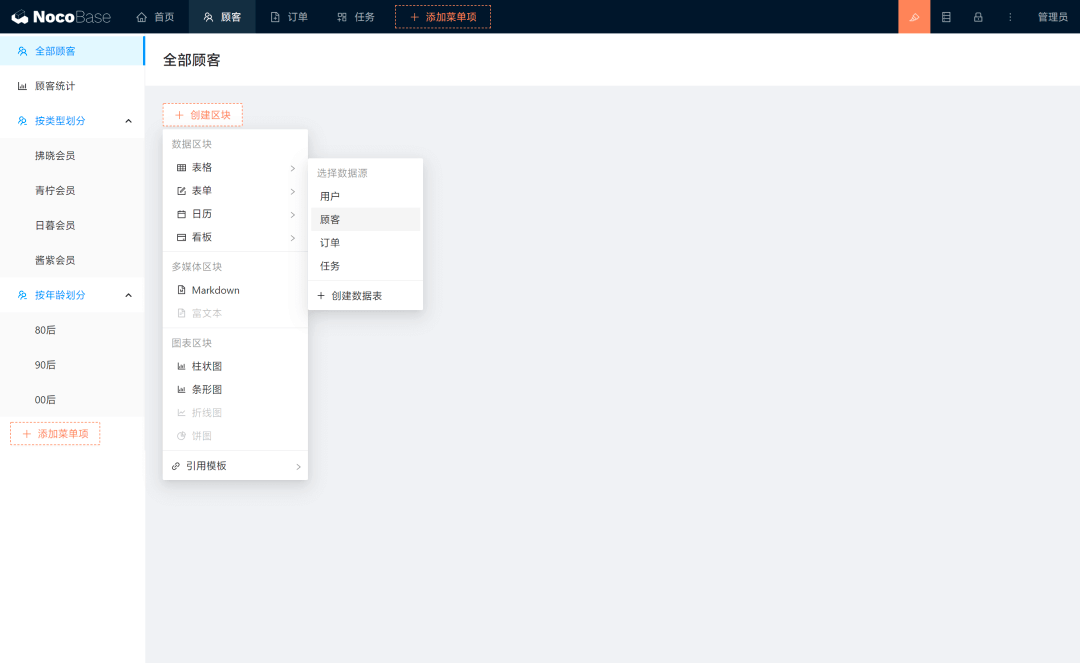 NocoBase
首页
顾客
订单
任务
添加菜单项
管理员
全部顾客
顾客统计
按类型划分
拂晓会员
青柠会员
日暮会员
酱紫会员
按年龄划分
80后
90后
00后
添加菜单项
全部顾客
创建区块
数据区块
表格
表单
日历
看板
多媒体区块
Markdown
富文本
图表区块
柱状图
条形图
折线图
饼图
引用模板
选择数据源
用户
顾客
订单
任务
创建数据表